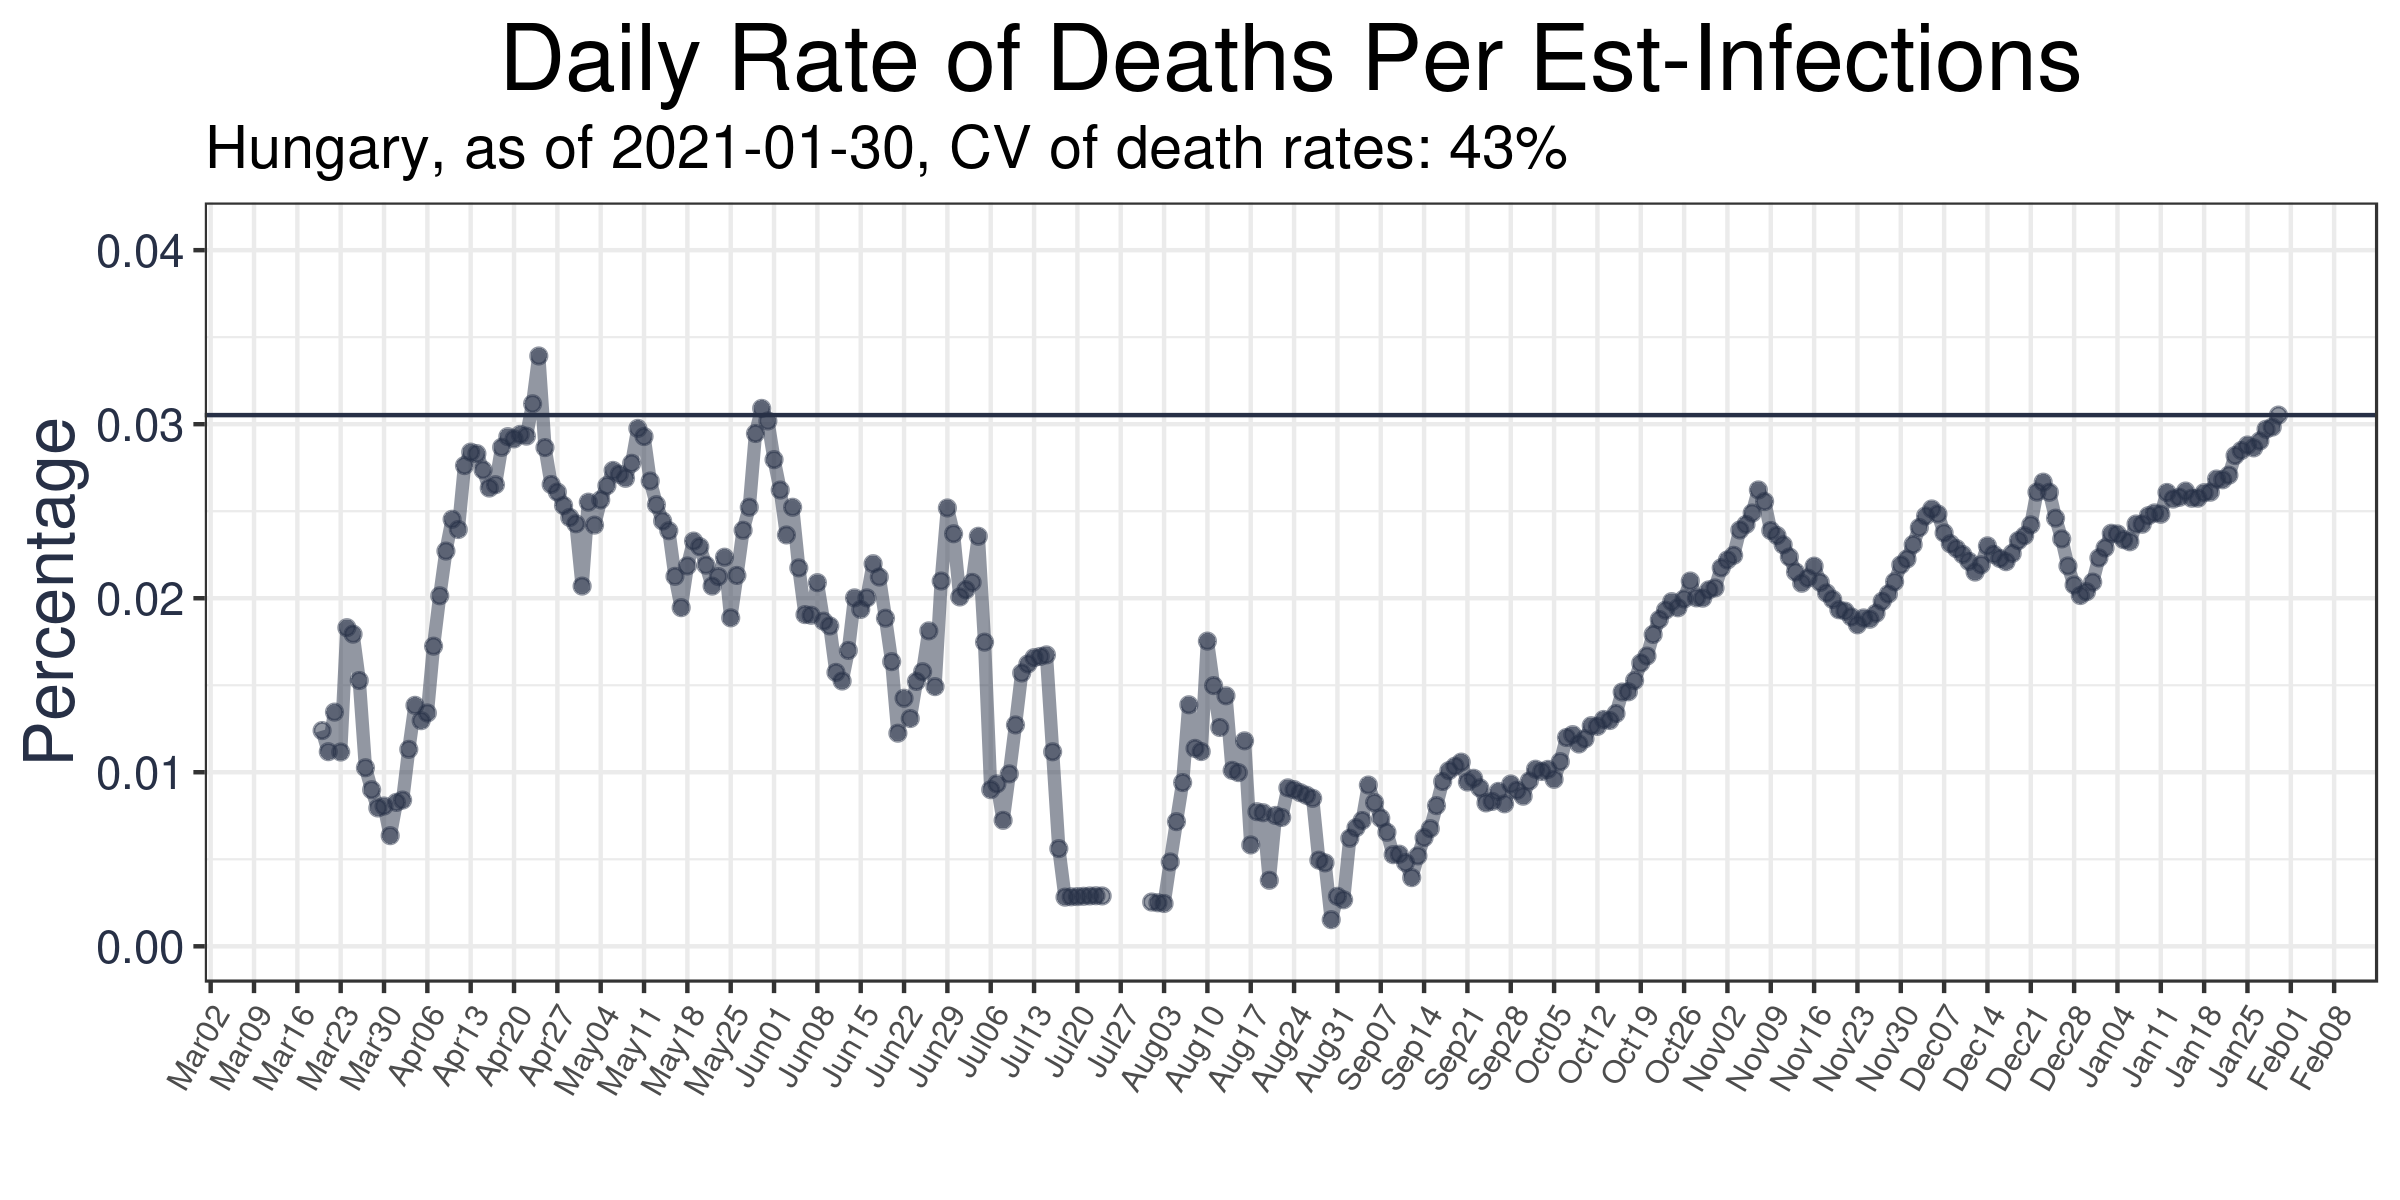 Daily Rate of Deaths Per Est-Infections
Hungary, as of 2021-01-30, CV of death rates: 43%
Percentage
0.04
0.03
0.02
0.01
0.00
Mar02
Mar09
Mar16
Mar23
Mar30
Apr06
Apr13
Apr20
Apr27
May04
May11
May18
May25
Jun01
Jun08
Jun15
Jun22
Jun29
Jul06
Jul13
Jul20
Jul27
Aug03
Aug10
Aug17
Aug24
Aug31
Sep07
Sep14
Sep21
Sep28
Oct05
Oct12
Oct19
Oct26
Nov02
Nov09
Nov16
Nov23
Nov30
Dec07
Dec14
Dec21
Dec28
Jan04
Jan11
Jan18
Jan25
Feb01
Feb08